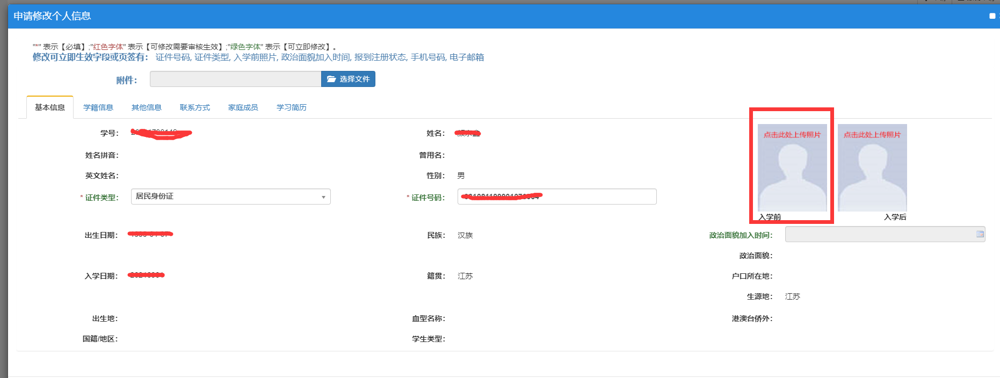 申请修改个人信息
"*" 表示【必填】;"红色字体" 表示【可修改需要审核生效】;"绿色字体" 表示【可立即修改】。
修改可立即生效字段或页签有： 证件号码, 证件类型, 入学前照片, 政治面貌加入时间, 报到注册状态, 手机号码, 电子邮箱
附件： 选择文件
基本信息 学籍信息 其他信息 联系方式 家庭成员 学习简历
学号： 姓名： 点击此处上传照片 点击此处上传照片
姓名拼音： 曾用名：
英文姓名： 性别： 男
* 证件类型： 居民身份证 * 证件号码：
入学前 入学后
出生日期： 民族： 汉族 政治面貌加入时间：
政治面貌：
入学日期： 籍贯： 江苏 户口所在地：
生源地： 江苏
出生地： 血型名称： 港澳台侨外：
国籍/地区： 学生类型：